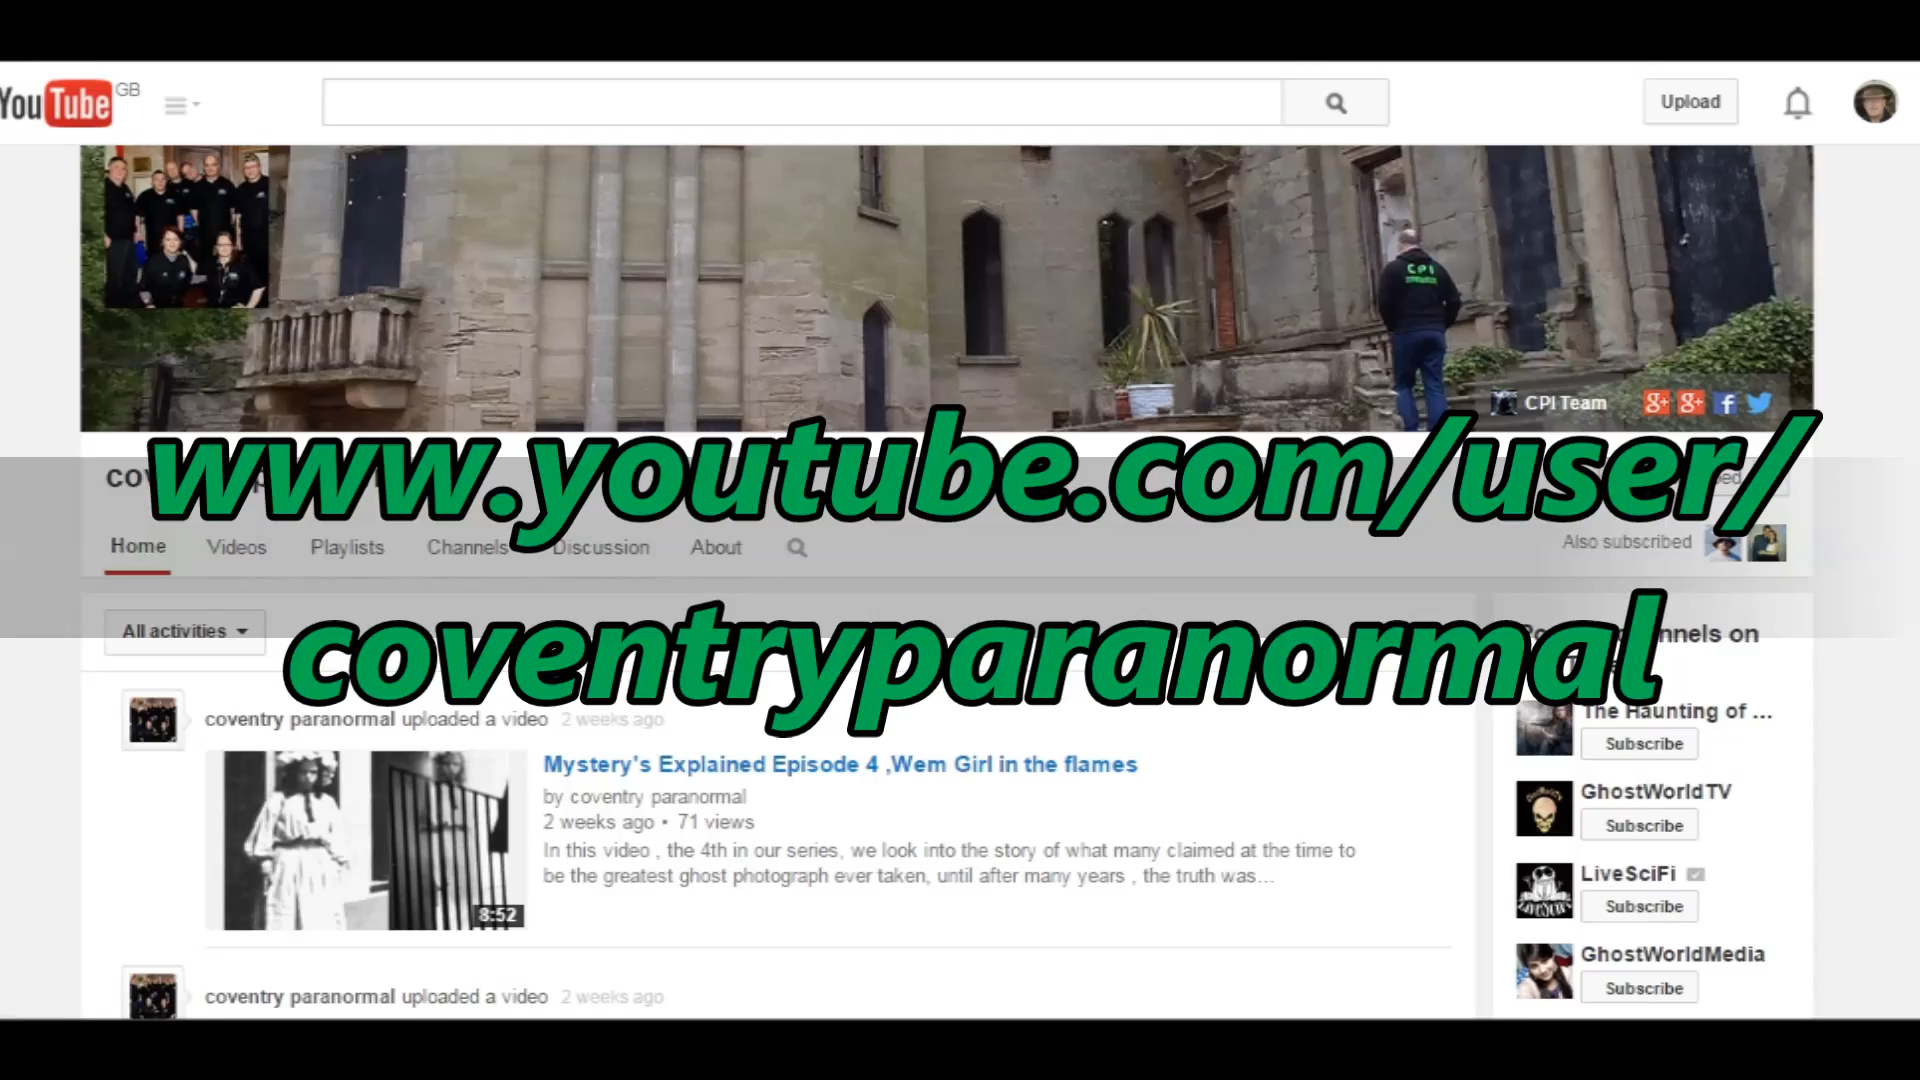 YouTube GB
Upload
CPI
CPI Team
www.youtube.com/user/
Home Videos Playlists Channels Discussion About
Also subscribed
coventryparanormal
All activities
on
coventry paranormal uploaded a video 2 weeks ago
The Haunting of ...
Subscribe
Mystery's Explained Episode 4 ,Wem Girl in the flames
by coventry paranormal
2 weeks ago • 71 views
In this video , the 4th in our series, we look into the story of what many claimed at the time to
be the greatest ghost photograph ever taken, until after many years , the truth was...
8:52
GhostWorldTV
Subscribe
LiveSciFi
Subscribe
GhostWorldMedia
Subscribe
coventry paranormal uploaded a video 2 weeks ago